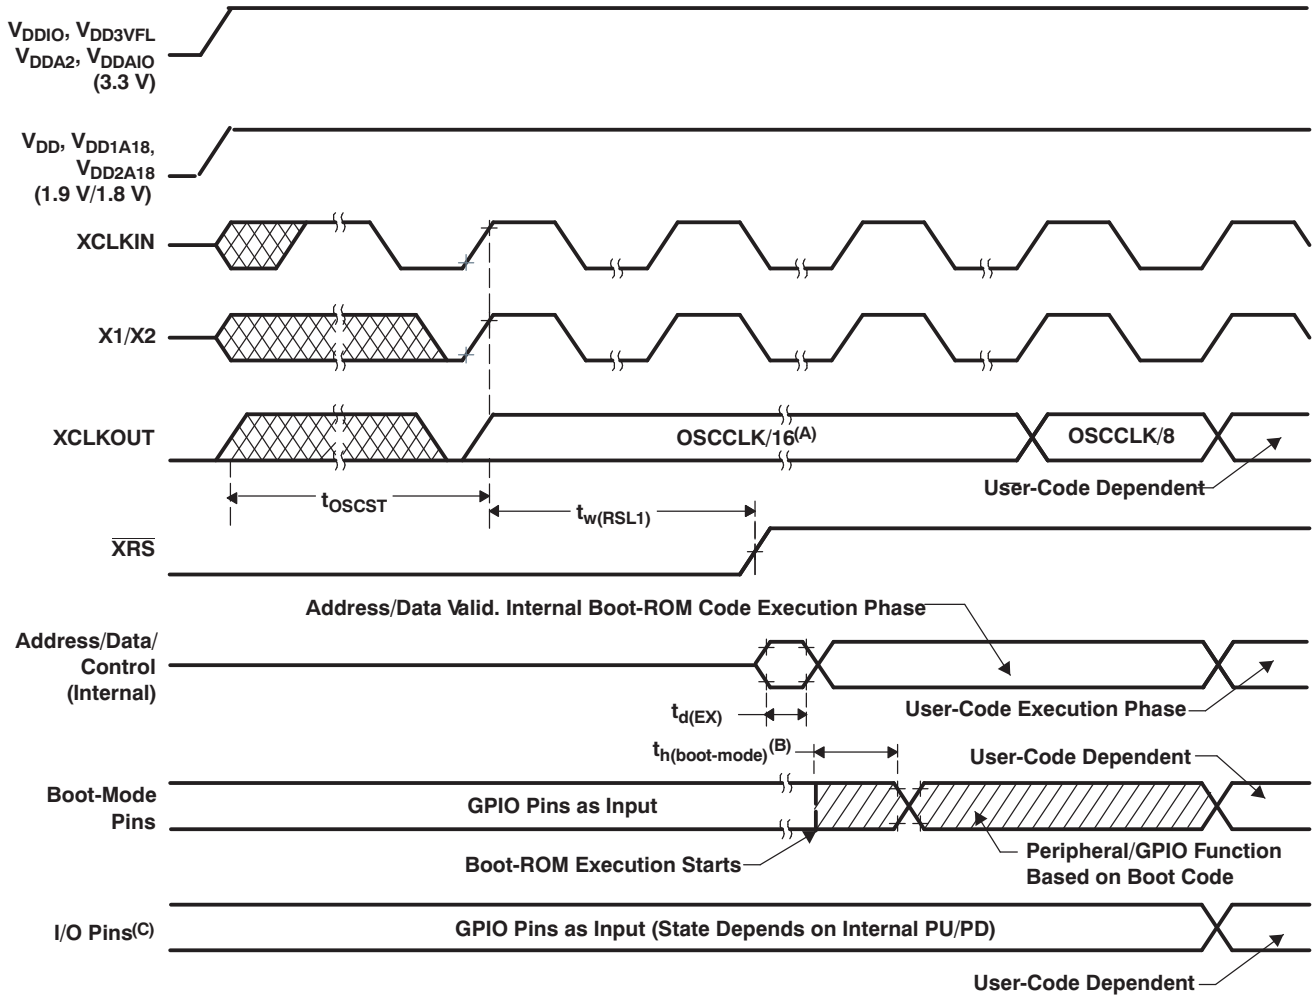 VDDIO, VDD3VFL
VDDA2, VDDAIO
(3.3 V)
VDD, VDD1A18,
VDD2A18
(1.9 V/1.8 V)
XCLKIN
X1/X2
XCLKOUT
OSCCLK/16(A)
OSCCLK/8
User-Code Dependent
tOSCST
tw(RSL1)
XRS
Address/Data Valid. Internal Boot-ROM Code Execution Phase
Address/Data/
Control
(Internal)
td(EX)
User-Code Execution Phase
th(boot-mode)(B)
User-Code Dependent
Boot-Mode
Pins
GPIO Pins as Input
Boot-ROM Execution Starts
Peripheral/GPIO Function
Based on Boot Code
I/O Pins(C)
GPIO Pins as Input (State Depends on Internal PU/PD)
User-Code Dependent